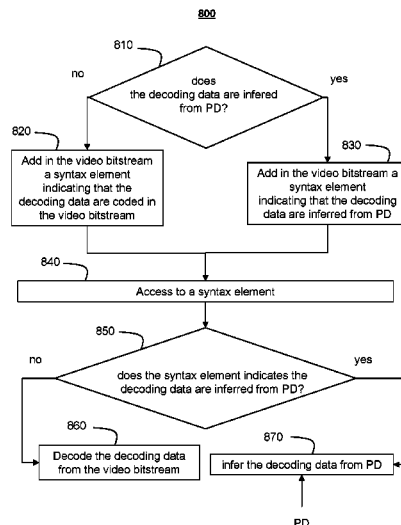 800
810
no
does
the decoding data are infered
from PD?
yes
820
Add in the video bitstream
a syntax element
indicating that the
decoding data are coded in
the video bitstream
830
Add in the video bitstream a
syntax element
indicating that the decoding
data are inferred from PD
840
Access to a syntax element
850
no
does the syntax element indicates the
decoding data are inferred from PD?
yes
860
Decode the decoding data
from the video bitstream
870
infer the decoding data from PD
PD